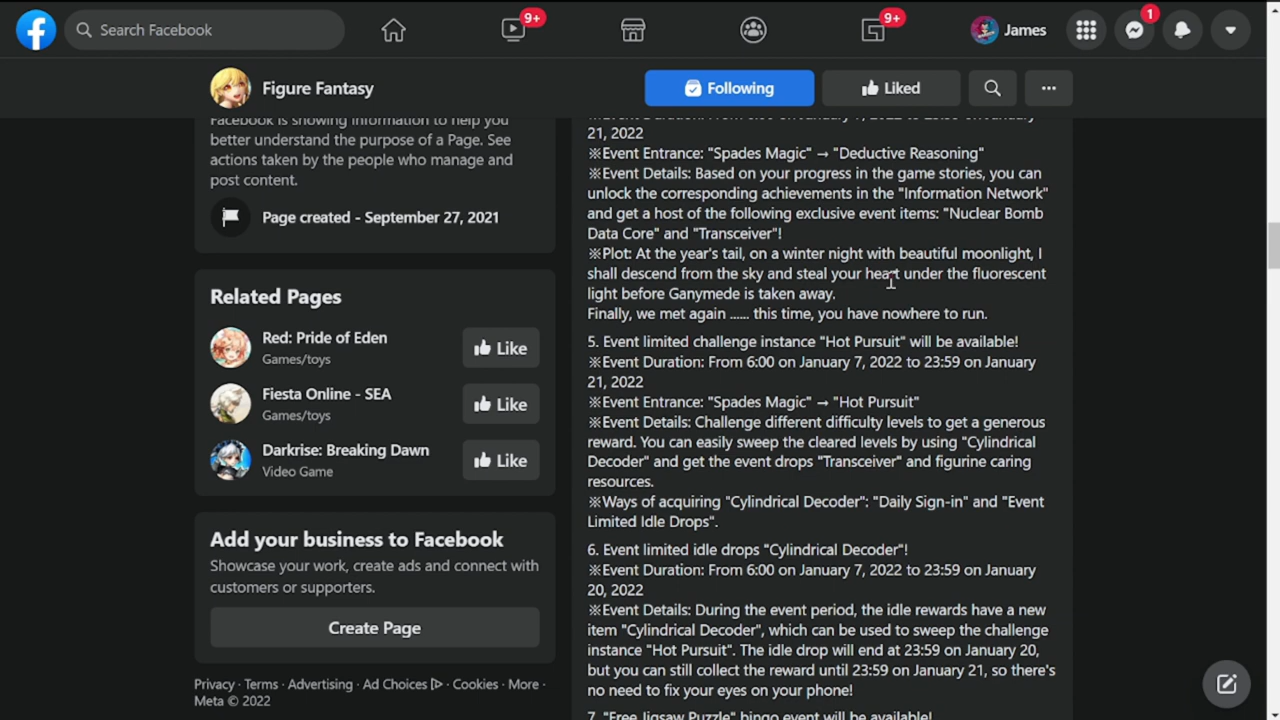 Search Facebook
9+
9+
James
1
Figure Fantasy
Following
Liked
Facebook is showing information to help you
better understand the purpose of a Page. See
actions taken by the people who manage and
post content.
Page created - September 27, 2021
Related Pages
Red: Pride of Eden
Games/toys
Like
Fiesta Online - SEA
Games/toys
Like
Darkrise: Breaking Dawn
Video Game
Like
Add your business to Facebook
Showcase your work, create ads and connect with
customers or supporters.
Create Page
Privacy · Terms · Advertising · Ad Choices · Cookies · More ·
Meta © 2022
21, 2022
※Event Entrance: "Spades Magic" → "Deductive Reasoning"
※Event Details: Based on your progress in the game stories, you can
unlock the corresponding achievements in the "Information Network"
and get a host of the following exclusive event items: "Nuclear Bomb
Data Core" and "Transceiver"!
※Plot: At the year's tail, on a winter night with beautiful moonlight, I
shall descend from the sky and steal your heart under the fluorescent
light before Ganymede is taken away.
Finally, we met again ...... this time, you have nowhere to run.
5. Event limited challenge instance "Hot Pursuit" will be available!
※Event Duration: From 6:00 on January 7, 2022 to 23:59 on January
21, 2022
※Event Entrance: "Spades Magic" → "Hot Pursuit"
※Event Details: Challenge different difficulty levels to get a generous
reward. You can easily sweep the cleared levels by using "Cylindrical
Decoder" and get the event drops "Transceiver" and figurine caring
resources.
※Ways of acquiring "Cylindrical Decoder": "Daily Sign-in" and "Event
Limited Idle Drops".
6. Event limited idle drops "Cylindrical Decoder"!
※Event Duration: From 6:00 on January 7, 2022 to 23:59 on January
20, 2022
※Event Details: During the event period, the idle rewards have a new
item "Cylindrical Decoder", which can be used to sweep the challenge
instance "Hot Pursuit". The idle drop will end at 23:59 on January 20,
but you can still collect the reward until 23:59 on January 21, so there's
no need to fix your eyes on your phone!
7. "Free Jigsaw Puzzle" bingo event will be available!